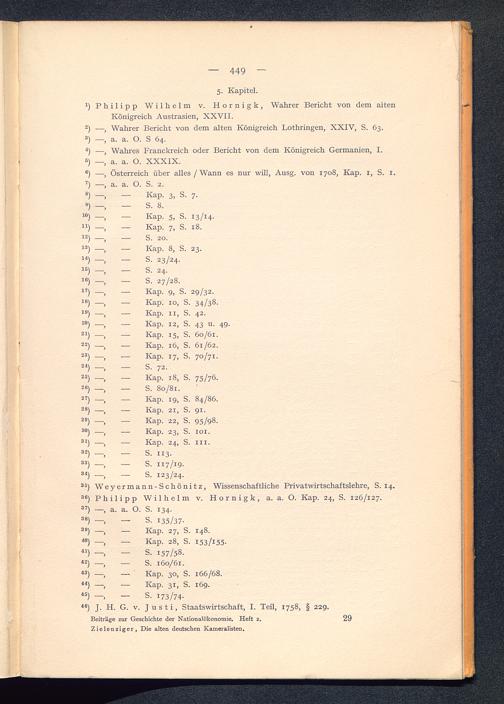 — 449 —
5. Kapitel.
¹) Philipp Wilhelm v. Hornigk, Wahrer Bericht von dem alten
Königreich Austrasien, XXVII.
²) —, Wahrer Bericht von dem alten Königreich Lothringen, XXIV, S. 63.
³) —, a. a. O. S 64.
⁴) —, Wahres Franckreich oder Bericht von dem Königreich Germanien, I.
⁵) —, a. a. O. XXXIX.
⁶) —, Österreich über alles / Wann es nur will, Ausg. von 1708, Kap. 1, S. 1.
⁷) —, a. a. O. S. 2.
⁸) —, — Kap. 3, S. 7.
⁹) —, — S. 8.
¹⁰) —, — Kap. 5, S. 13/14.
¹¹) —, — Kap. 7, S. 18.
¹²) —, — S. 20.
¹³) —, — Kap. 8, S. 23.
¹⁴) —, — S. 23/24.
¹⁵) —, — S. 24.
¹⁶) —, — S. 27/28.
¹⁷) —, — Kap. 9, S. 29/32.
¹⁸) —, — Kap. 10, S. 34/38.
¹⁹) —, — Kap. 11, S. 42.
²⁰) —, — Kap. 12, S. 43 u. 49.
²¹) —, — Kap. 15, S. 60/61.
²²) —, — Kap. 16, S. 61/62.
²³) —, — Kap. 17, S. 70/71.
²⁴) —, — S. 72.
²⁵) —, — Kap. 18, S. 75/76.
²⁶) —, — S. 80/81.
²⁷) —, — Kap. 19, S. 84/86.
²⁸) —, — Kap. 21, S. 91.
²⁹) —, — Kap. 22, S. 95/98.
³⁰) —, — Kap. 23, S. 101.
³¹) —, — Kap. 24, S. 111.
³²) —, — S. 113.
³³) —, — S. 117/19.
³⁴) —, — S. 123/24.
³⁵) Weyermann-Schönitz, Wissenschaftliche Privatwirtschaftslehre, S. 14.
³⁶) Philipp Wilhelm v. Hornigk, a. a. O. Kap. 24, S. 126/127.
³⁷) —, a. a. O. S. 134.
³⁸) —, — S. 135/37.
³⁹) —, — Kap. 27, S. 148.
⁴⁰) —, — Kap. 28, S. 153/155.
⁴¹) —, — S. 157/58.
⁴²) —, — S. 160/61.
⁴³) —, — Kap. 30, S. 166/68.
⁴⁴) —, — Kap. 31, S. 169.
⁴⁵) —, — S. 173/74.
⁴⁶) J. H. G. v. Justi, Staatswirtschaft, I. Teil, 1758, § 229.
Beiträge zur Geschichte der Nationalökonomie. Heft 2. 29
Zielenziger, Die alten deutschen Kameralisten.